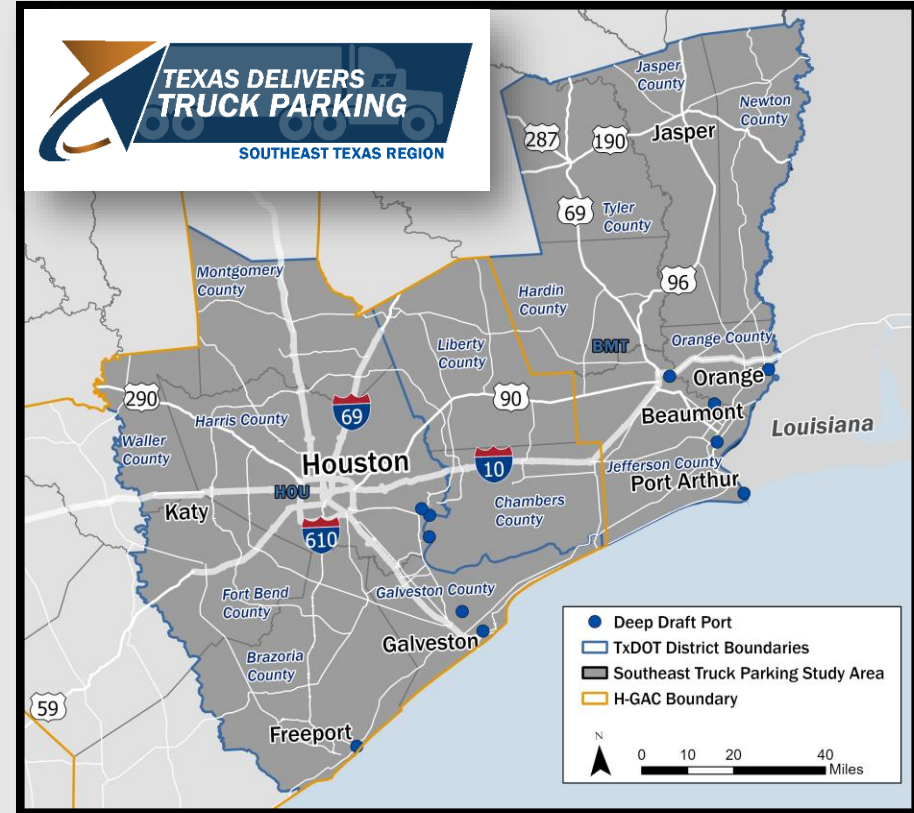 TEXAS DELIVERS
TRUCK PARKING
SOUTHEAST TEXAS REGION
Jasper
County
Newton
County
287
190
Jasper
69
Tyler
County
96
Montgomery
County
Hardin
County
Liberty
County
BMT
Orange County
290
90
Orange
Harris County
69
Beaumont
Louisiana
Waller
County
Houston
10
Jefferson County
HOU
Port Arthur
Katy
Chambers
County
610
Fort Bend
County
Galveston County
Galveston
Brazoria
County
59
Freeport
Deep Draft Port
TxDOT District Boundaries
Southeast Truck Parking Study Area
H-GAC Boundary
N
0 10 20 40
Miles